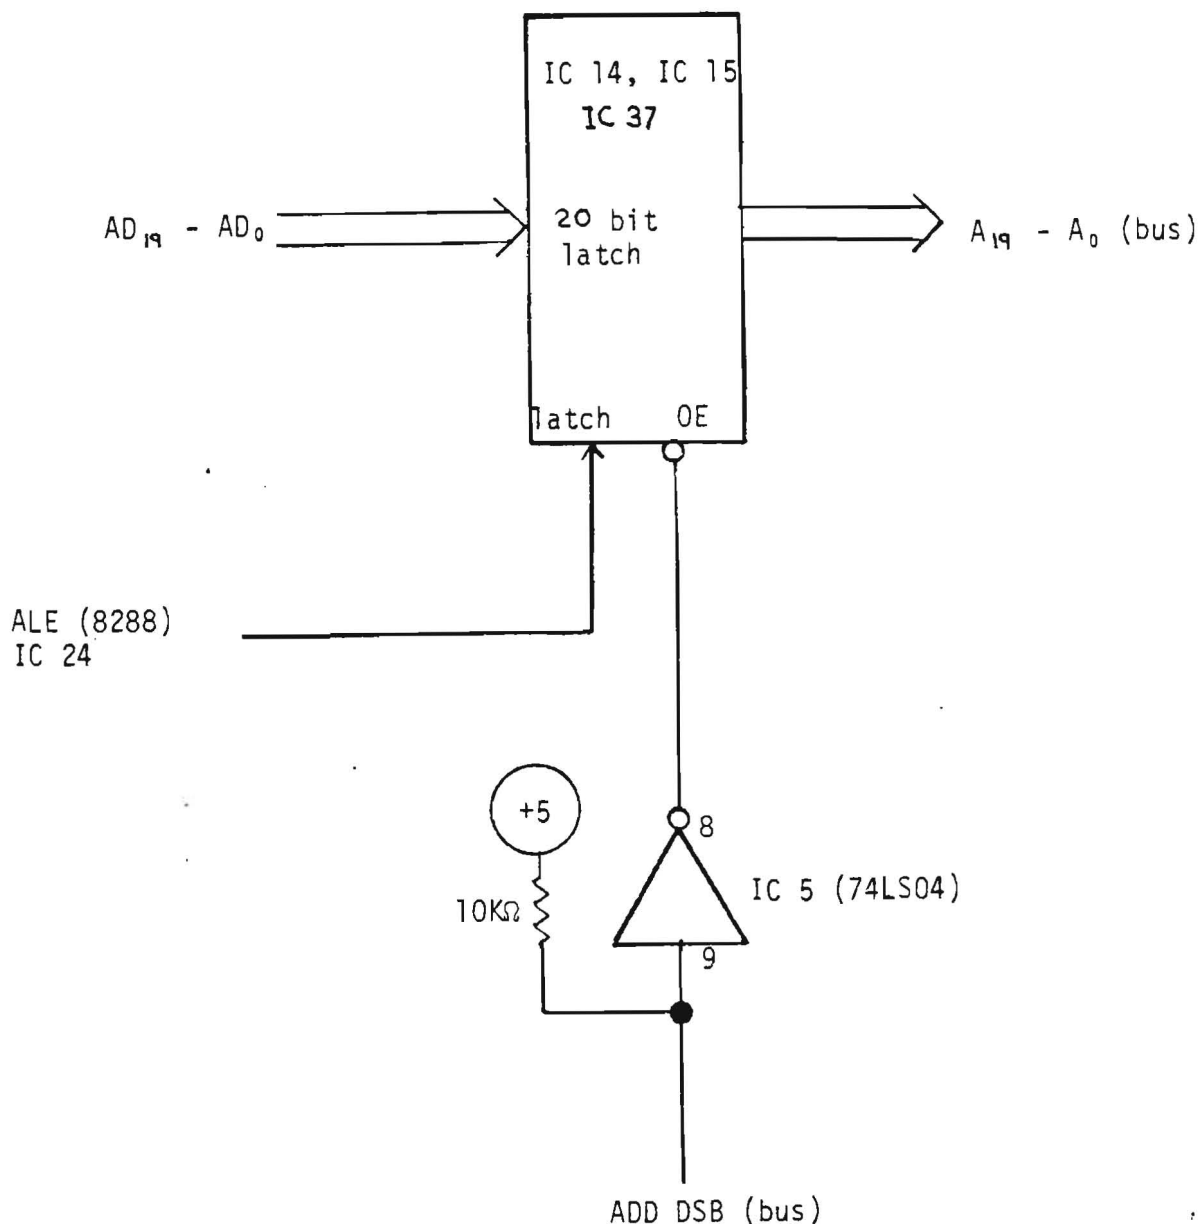 IC 14, IC 15
IC 37
AD₁₉ - AD₀
20 bit
latch
A₁₉ - A₀ (bus)
latch
OE
ALE (8288)
IC 24
+5
8
10KΩ
IC 5 (74LS04)
9
ADD DSB (bus)